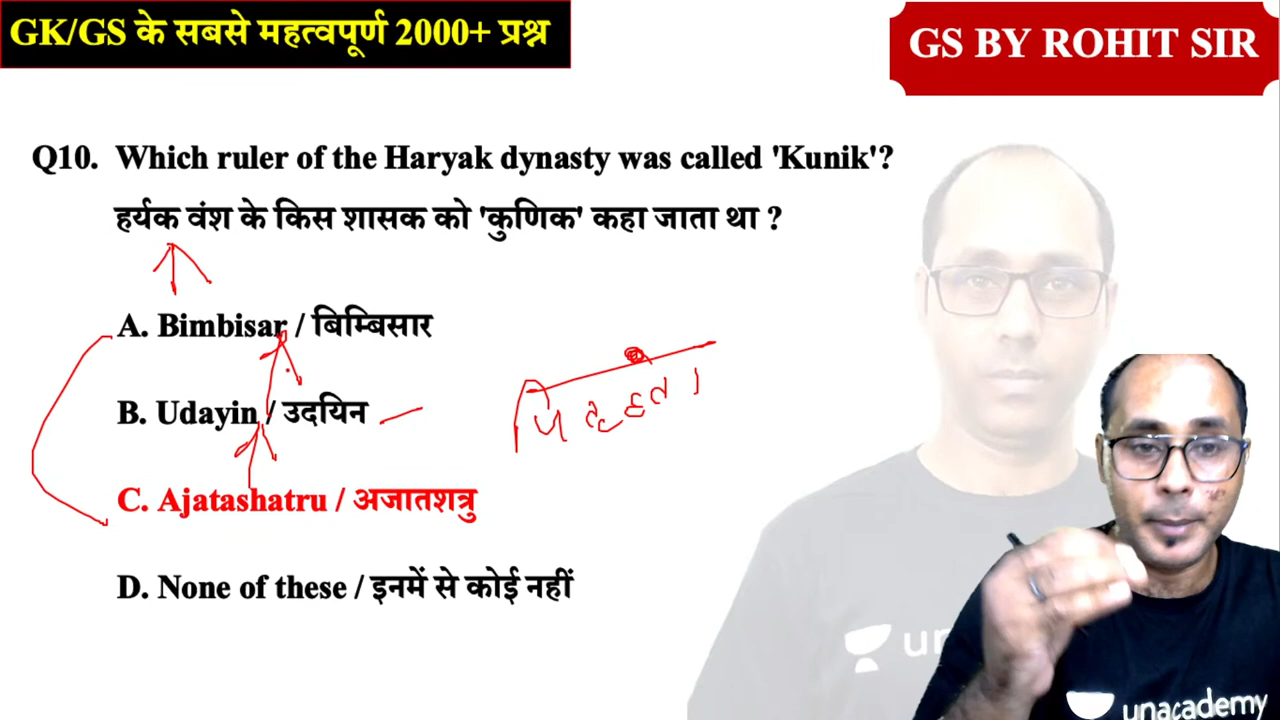 GK/GS के सबसे महत्वपूर्ण 2000+ प्रश्न
GS BY ROHIT SIR
Q10. Which ruler of the Haryak dynasty was called 'Kunik'?
हर्यक वंश के किस शासक को 'कुणिक' कहा जाता था ?
A. Bimbisar / बिम्बिसार
B. Udayin / उदयिन
C. Ajatashatru / अजातशत्रु
D. None of these / इनमें से कोई नहीं
un
unacademy